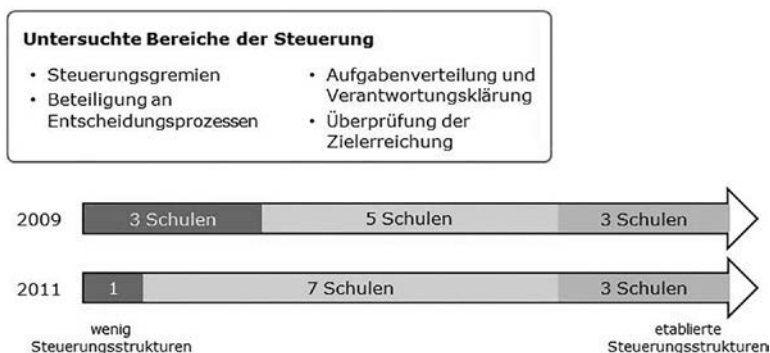 Untersuchte Bereiche der Steuerung
• Steuerungsgremien
• Beteiligung an
Entscheidungsprozessen
• Aufgabenverteilung und
Verantwortungsklärung
• Überprüfung der
Zielerreichung
2009
3 Schulen
5 Schulen
3 Schulen
2011
1
7 Schulen
3 Schulen
wenig
Steuerungsstrukturen
etablierte
Steuerungsstrukturen